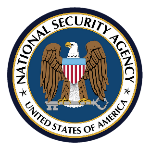 NATIONAL SECURITY AGENCY
UNITED STATES OF AMERICA